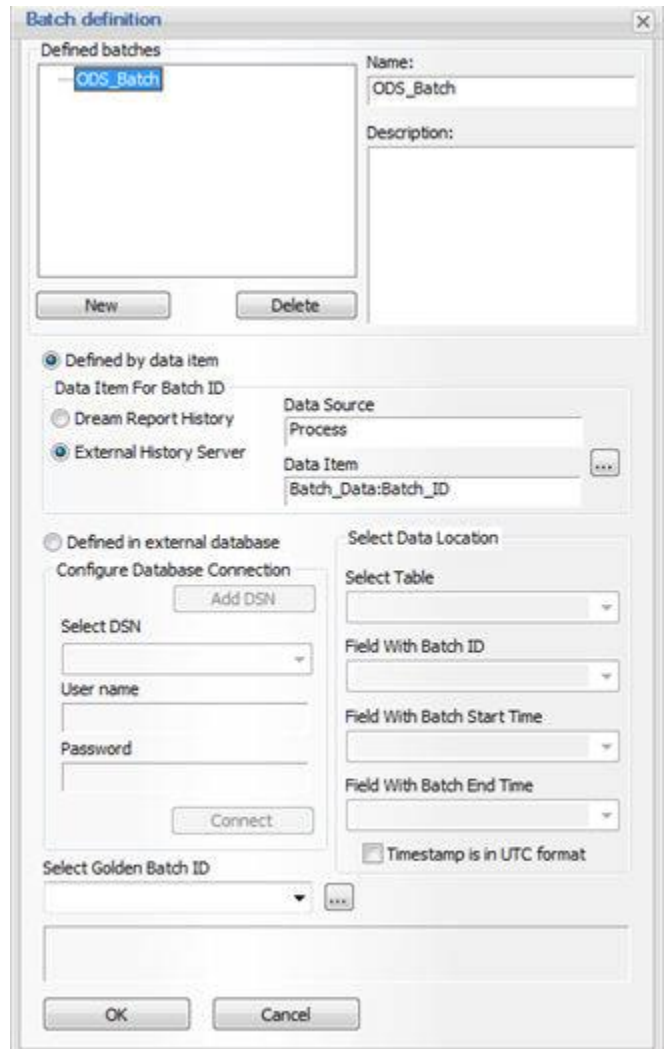 Batch definition
Defined batches
ODS_Batch
Name:
ODS_Batch
Description:
New
Delete
Defined by data item
Data Item For Batch ID
Dream Report History
External History Server
Data Source
Process
Data Item
Batch_Data:Batch_ID
...
Defined in external database
Configure Database Connection
Add DSN
Select DSN
User name
Password
Connect
Select Data Location
Select Table
Field With Batch ID
Field With Batch Start Time
Field With Batch End Time
Timestamp is in UTC format
Select Golden Batch ID
...
OK
Cancel